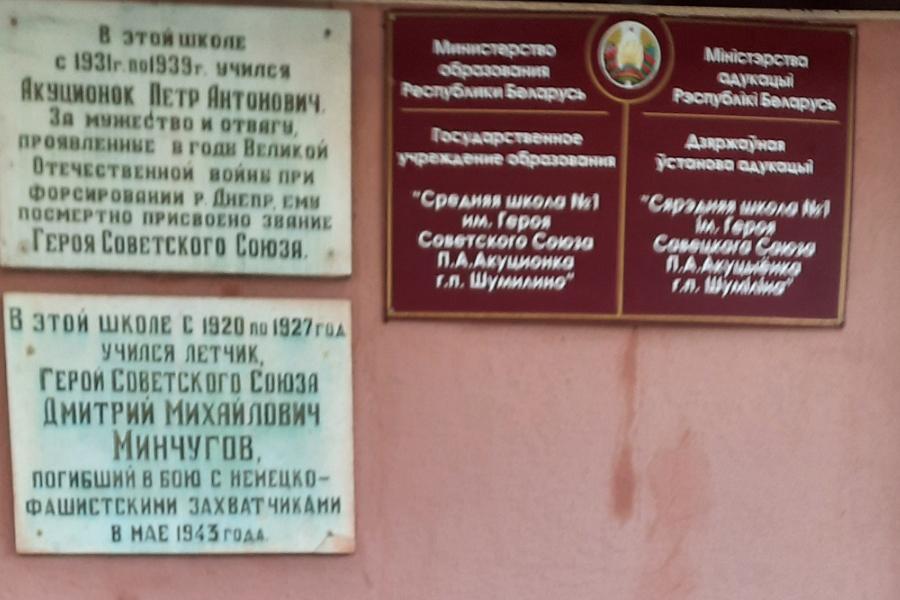 В этой школе
с 1931г. по 1939г. учился
Акуционок Петр Антонович.
За мужество и отвагу,
проявленные в годы Великой
Отечественной войны при
форсировании р. Днепр, ему
посмертно присвоено звание
Героя Советского Союза.
В этой школе с 1920 по 1927 год
учился летчик,
Герой Советского Союза
Дмитрий Михайлович
Минчугов,
погибший в бою с немецко-
фашистскими захватчиками
в мае 1943 года.
Министерство
образования
Республики Беларусь
Государственное
учреждение образования
"Средняя школа №1
им. Героя
Советского Союза
П.А.Акуционка
г.п. Шумилино"
Міністэрства
адукацыі
Рэспублікі Беларусь
Дзяржаўная
ўстанова адукацыі
"Сярэдняя школа №1
ім. Героя
Савецкага Союза
П.А.Акуцыёнка
г.п. Шуміліна"